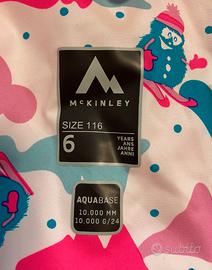 McKINLEY
SIZE 116
6
YEARS
ANS
JAHRE
ANNI
AQUABASE
10.000 MM
10.000 G/24
subito